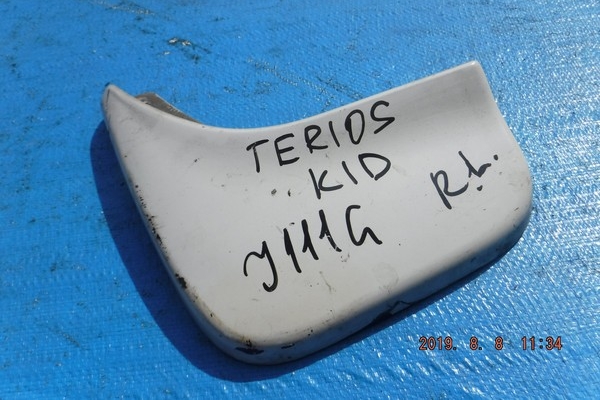 TERIOS
KID
J111G
R.L.
2019. 8. 8 11:34